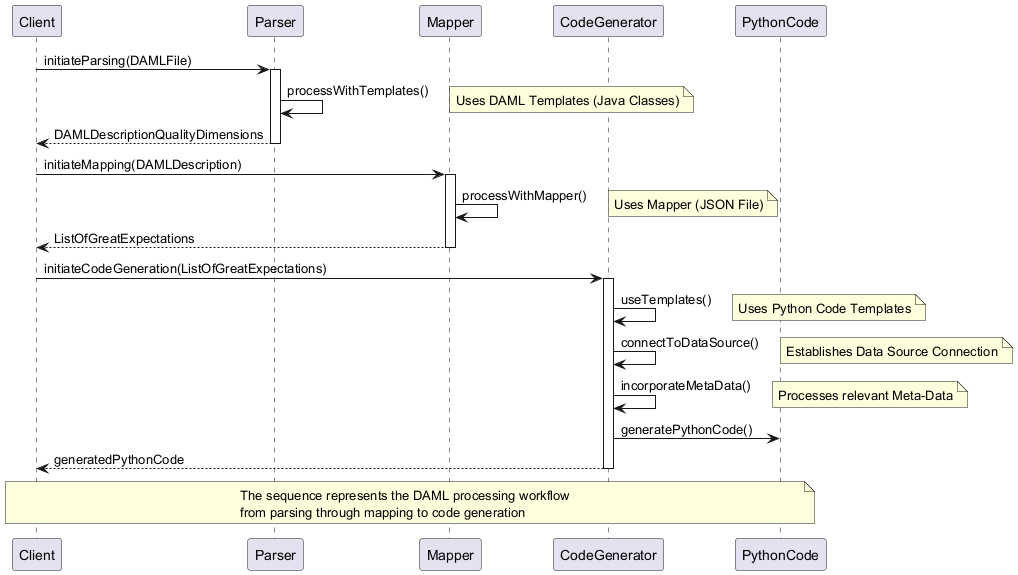 Client
Parser
Mapper
CodeGenerator
PythonCode
initiateParsing(DAMLFile)
processWithTemplates()
Uses DAML Templates (Java Classes)
DAMLDescriptionQualityDimensions
initiateMapping(DAMLDescription)
processWithMapper()
Uses Mapper (JSON File)
ListOfGreatExpectations
initiateCodeGeneration(ListOfGreatExpectations)
useTemplates()
Uses Python Code Templates
connectToDataSource()
Establishes Data Source Connection
incorporateMetaData()
Processes relevant Meta-Data
generatePythonCode()
generatedPythonCode
The sequence represents the DAML processing workflow
from parsing through mapping to code generation
Client
Parser
Mapper
CodeGenerator
PythonCode